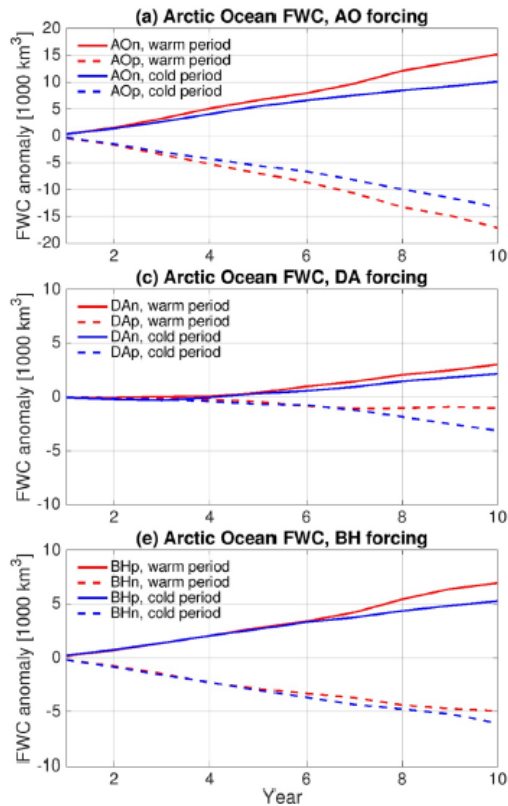 (a) Arctic Ocean FWC, AO forcing
FWC anomaly [1000 km³]
20
15
10
5
0
-5
-10
-15
-20
AOn, warm period
AOp, warm period
AOn, cold period
AOp, cold period
2
4
6
8
10
(c) Arctic Ocean FWC, DA forcing
FWC anomaly [1000 km³]
10
5
0
-5
-10
DAn, warm period
DAp, warm period
DAn, cold period
DAp, cold period
2
4
6
8
10
(e) Arctic Ocean FWC, BH forcing
FWC anomaly [1000 km³]
10
5
0
-5
-10
BHp, warm period
BHn, warm period
BHp, cold period
BHn, cold period
2
4
6
8
10
Year